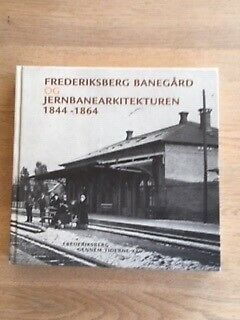 FREDERIKSBERG BANEGÅRD
OG
JERNBANEARKITEKTUREN
1844-1864
FREDERIKSBERG
GENNEM TIDERNE